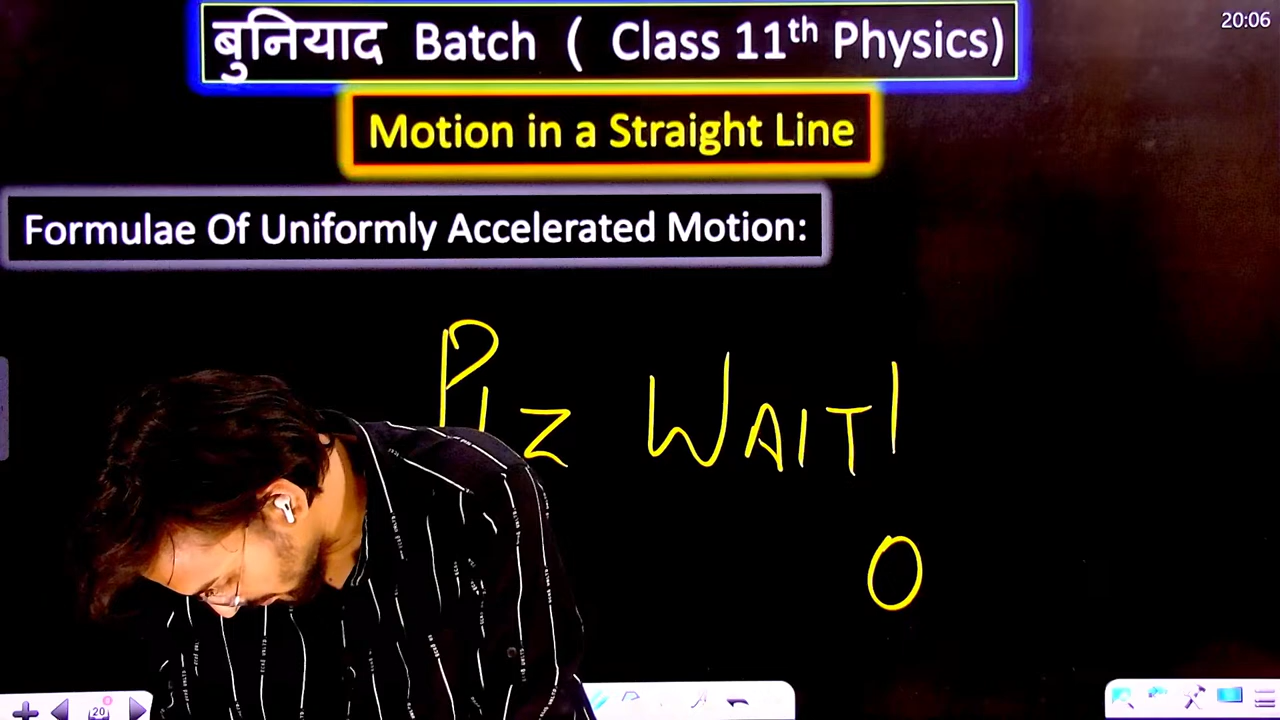 20:06
बुनियाद Batch ( Class 11th Physics)
Motion in a Straight Line
Formulae Of Uniformly Accelerated Motion:
Plz WAIT!
0
20